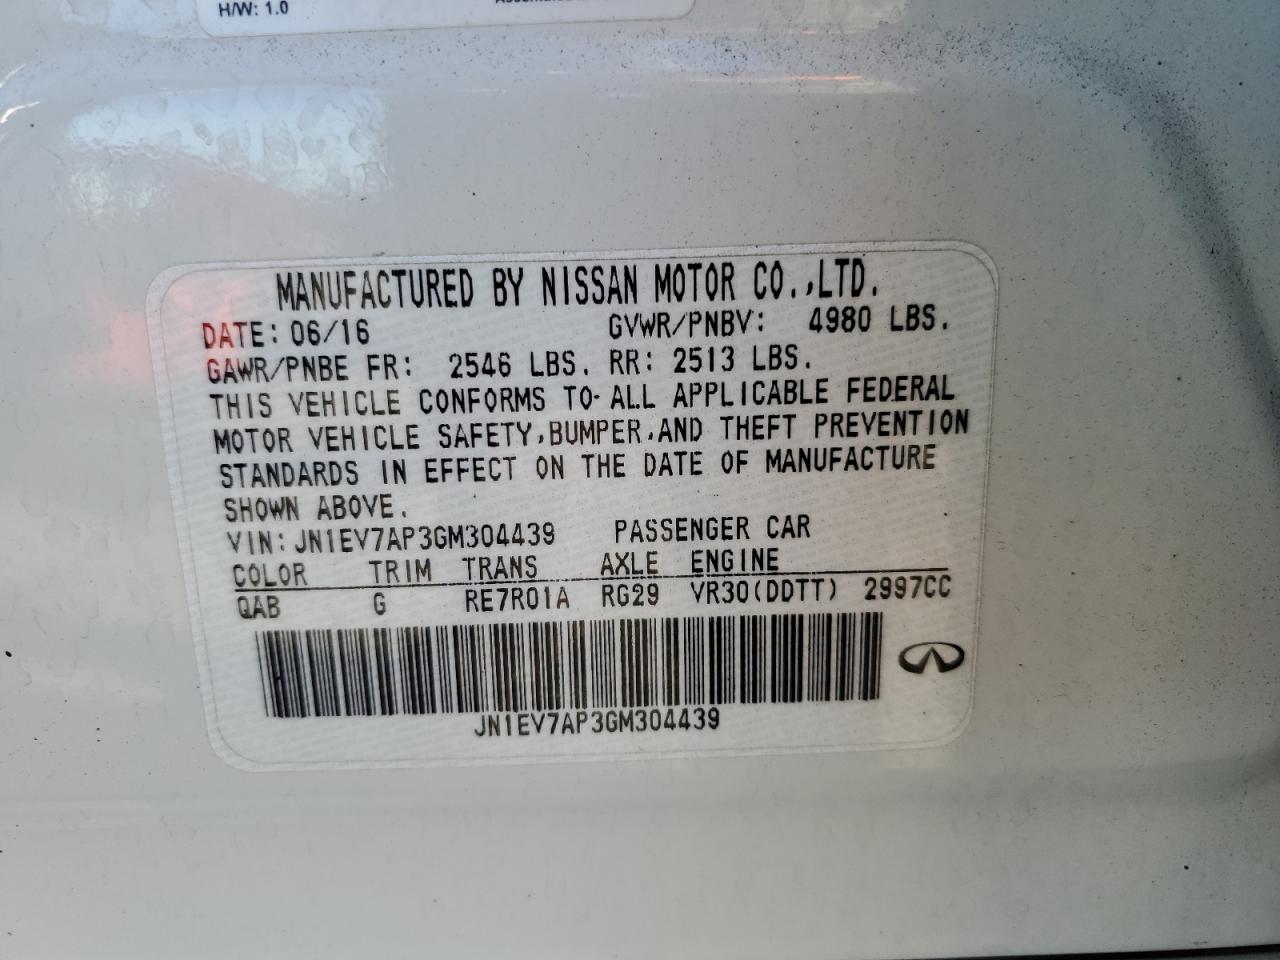 H/W: 1.0
MANUFACTURED BY NISSAN MOTOR CO.,LTD.
DATE: 06/16 GVWR/PNBV: 4980 LBS.
GAWR/PNBE FR: 2546 LBS. RR: 2513 LBS.
THIS VEHICLE CONFORMS TO ALL APPLICABLE FEDERAL
MOTOR VEHICLE SAFETY,BUMPER,AND THEFT PREVENTION
STANDARDS IN EFFECT ON THE DATE OF MANUFACTURE
SHOWN ABOVE.
VIN: JN1EV7AP3GM304439 PASSENGER CAR
COLOR TRIM TRANS AXLE ENGINE
QAB G RE7R01A RG29 VR30(DDTT) 2997CC
JN1EV7AP3GM304439